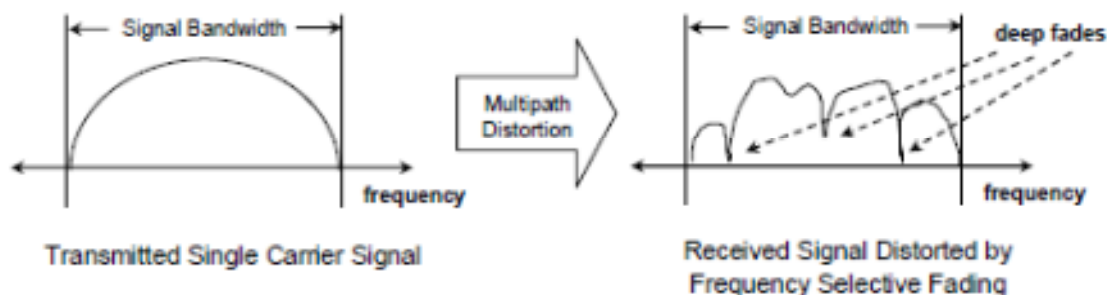 Signal Bandwidth
Signal Bandwidth
deep fades
Multipath
Distortion
frequency
frequency
Transmitted Single Carrier Signal
Received Signal Distorted by
Frequency Selective Fading